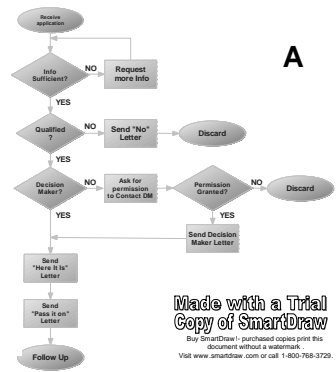 Receive
application
A
Info
Sufficient?
NO
Request
more Info
YES
Qualified
?
NO
Send "No"
Letter
Discard
YES
Decision
Maker?
NO
Ask for
permission
to Contact DM
Permission
Granted?
NO
Discard
YES
YES
Send Decision
Maker Letter
Send
"Here It Is"
Letter
Send
"Pass it on"
Letter
Follow Up
Made with a Trial
Copy of SmartDraw
Buy SmartDraw!- purchased copies print this
document without a watermark .
Visit www.smartdraw.com or call 1-800-768-3729.